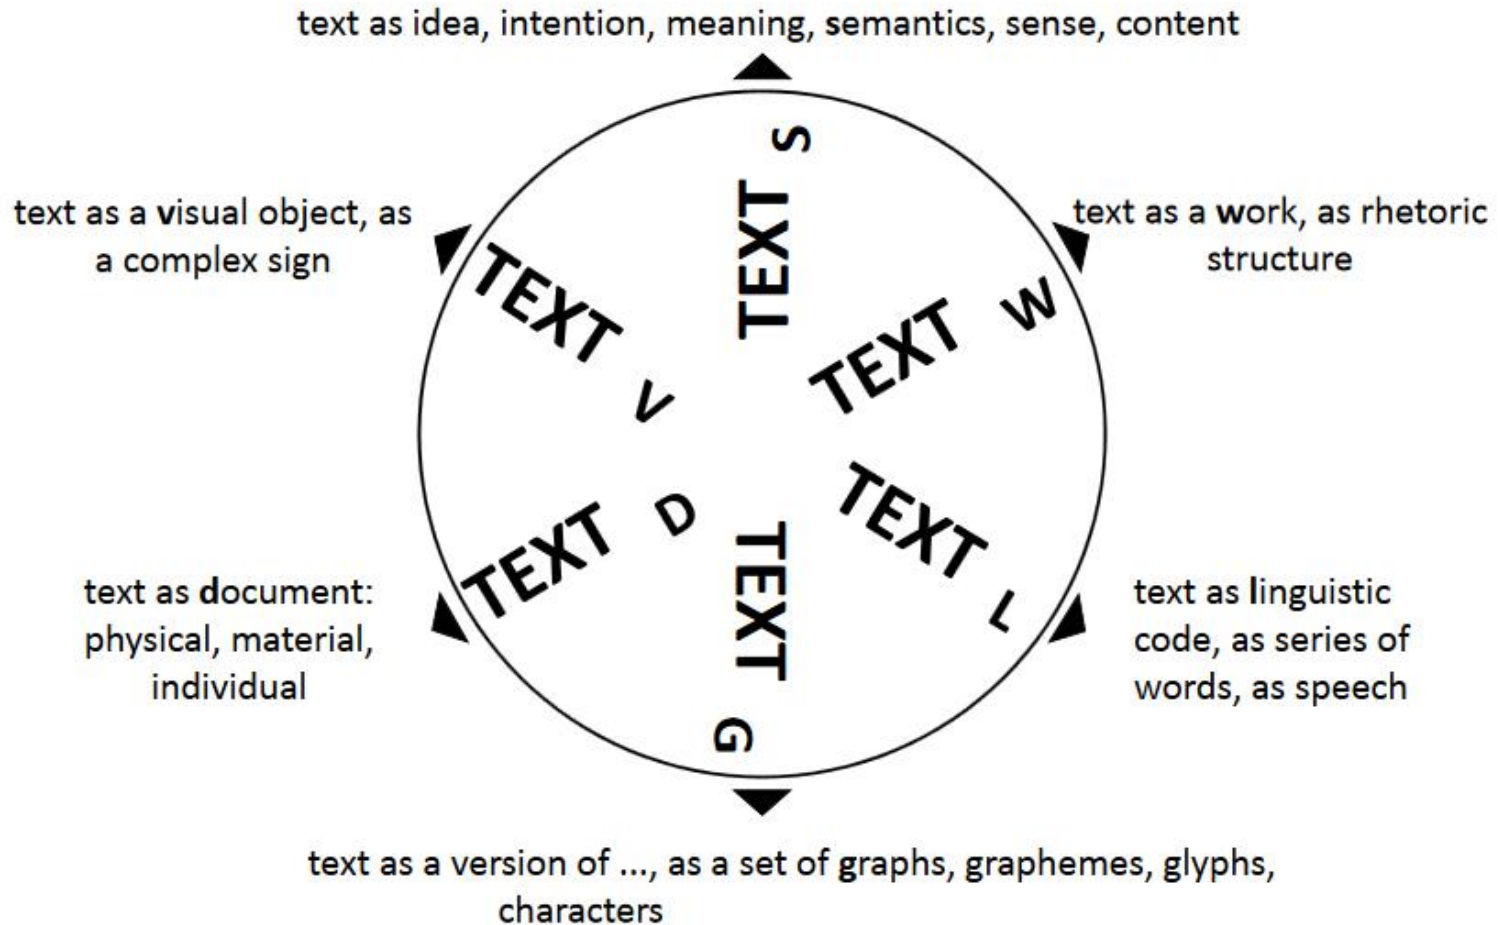 text as idea, intention, meaning, semantics, sense, content
text as a visual object, as
a complex sign
text as a work, as rhetoric
structure
TEXT S
TEXT W
TEXT V
TEXT L
TEXT D
TEXT G
text as document:
physical, material,
individual
text as linguistic
code, as series of
words, as speech
text as a version of ..., as a set of graphs, graphemes, glyphs,
characters